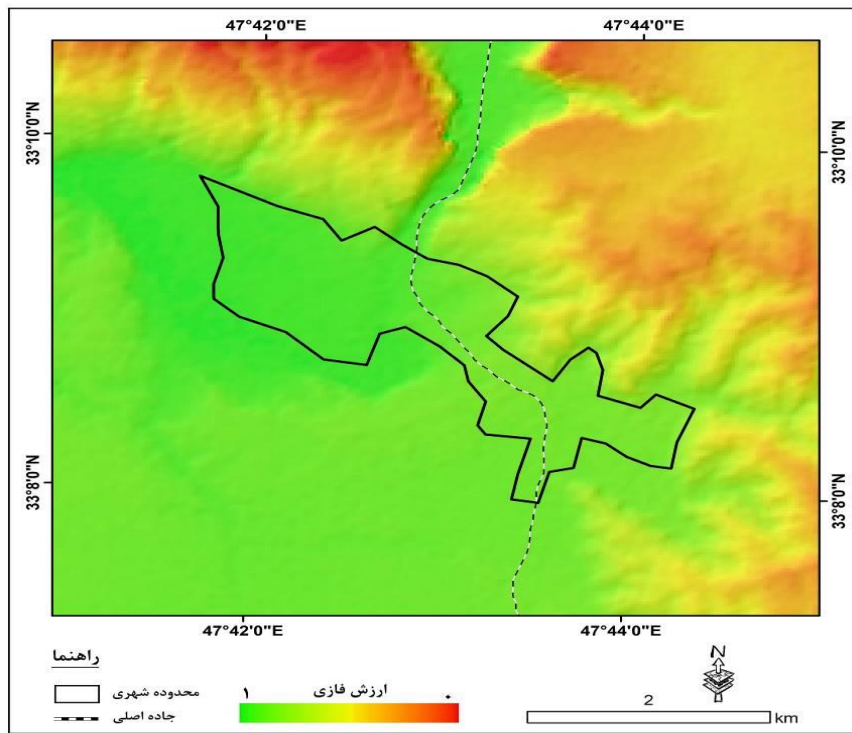 47°42'0"E 47°44'0"E
33°10'0"N 33°10'0"N
33°8'0"N 33°8'0"N
47°42'0"E 47°44'0"E
راهنما
محدوده شهری
جاده اصلی
ارزش فازی
۱ ۰
N
2
km